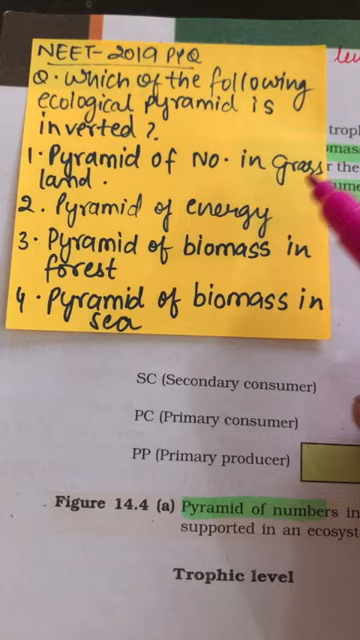 NEET-2019 PYQ
Q. Which of the following
ecological pyramid is
inverted?
1. Pyramid of No. in grass
land.
2. Pyramid of energy
3. Pyramid of biomass in
forest
4. Pyramid of biomass in
sea
SC (Secondary consumer)
PC (Primary consumer)
PP (Primary producer)
Figure 14.4 (a) Pyramid of numbers in
supported in an ecosyst
Trophic level